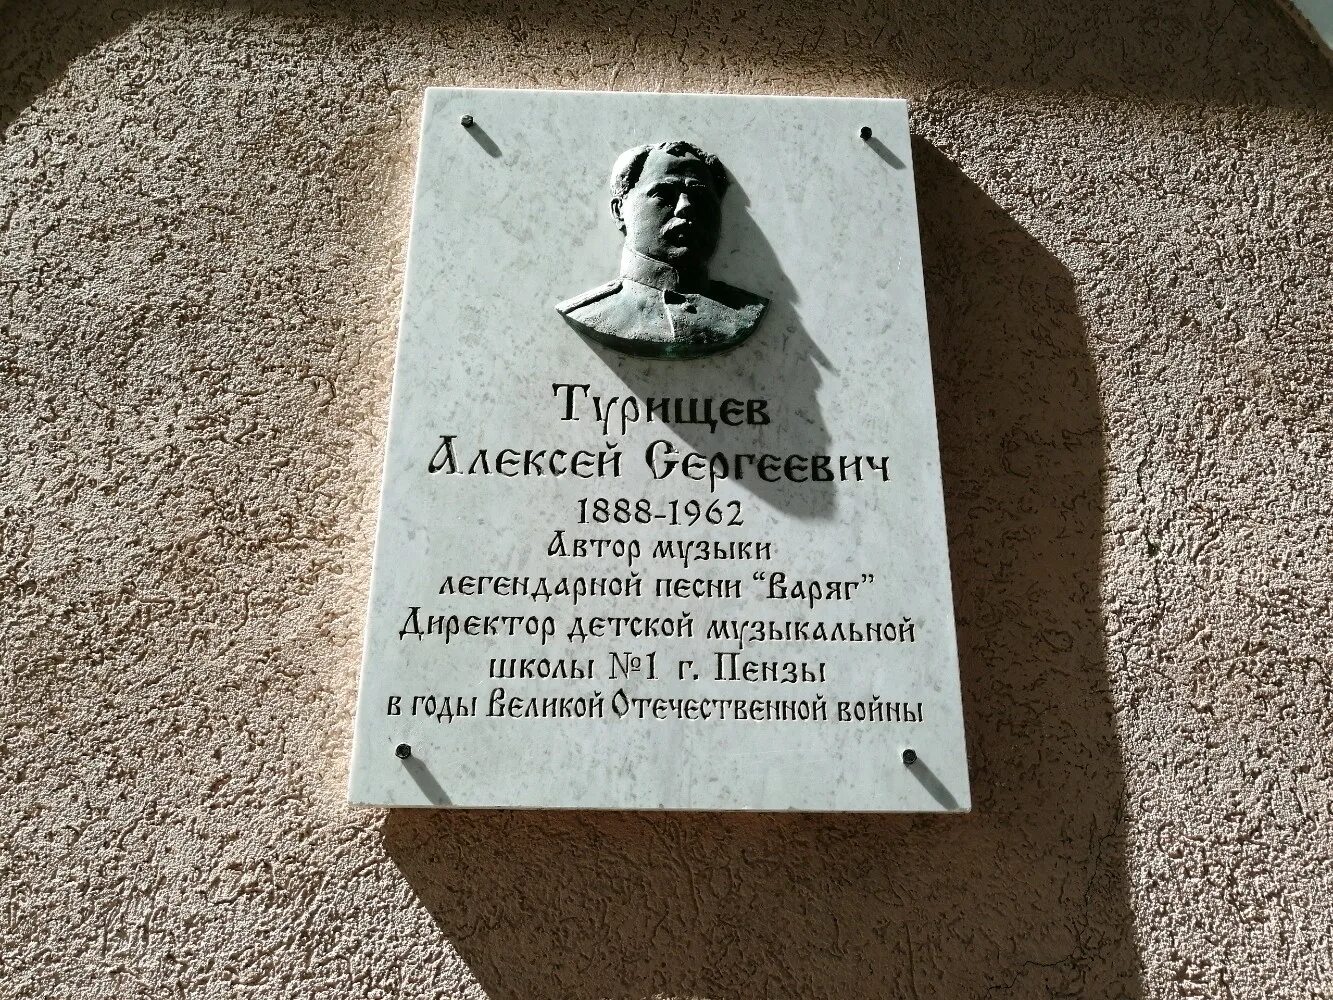 Турищев
Алексей Сергеевич
1888-1962
Автор музыки
легендарной песни “Варяг”
Директор детской музыкальной
школы №1 г. Пензы
в годы Великой Отечественной войны